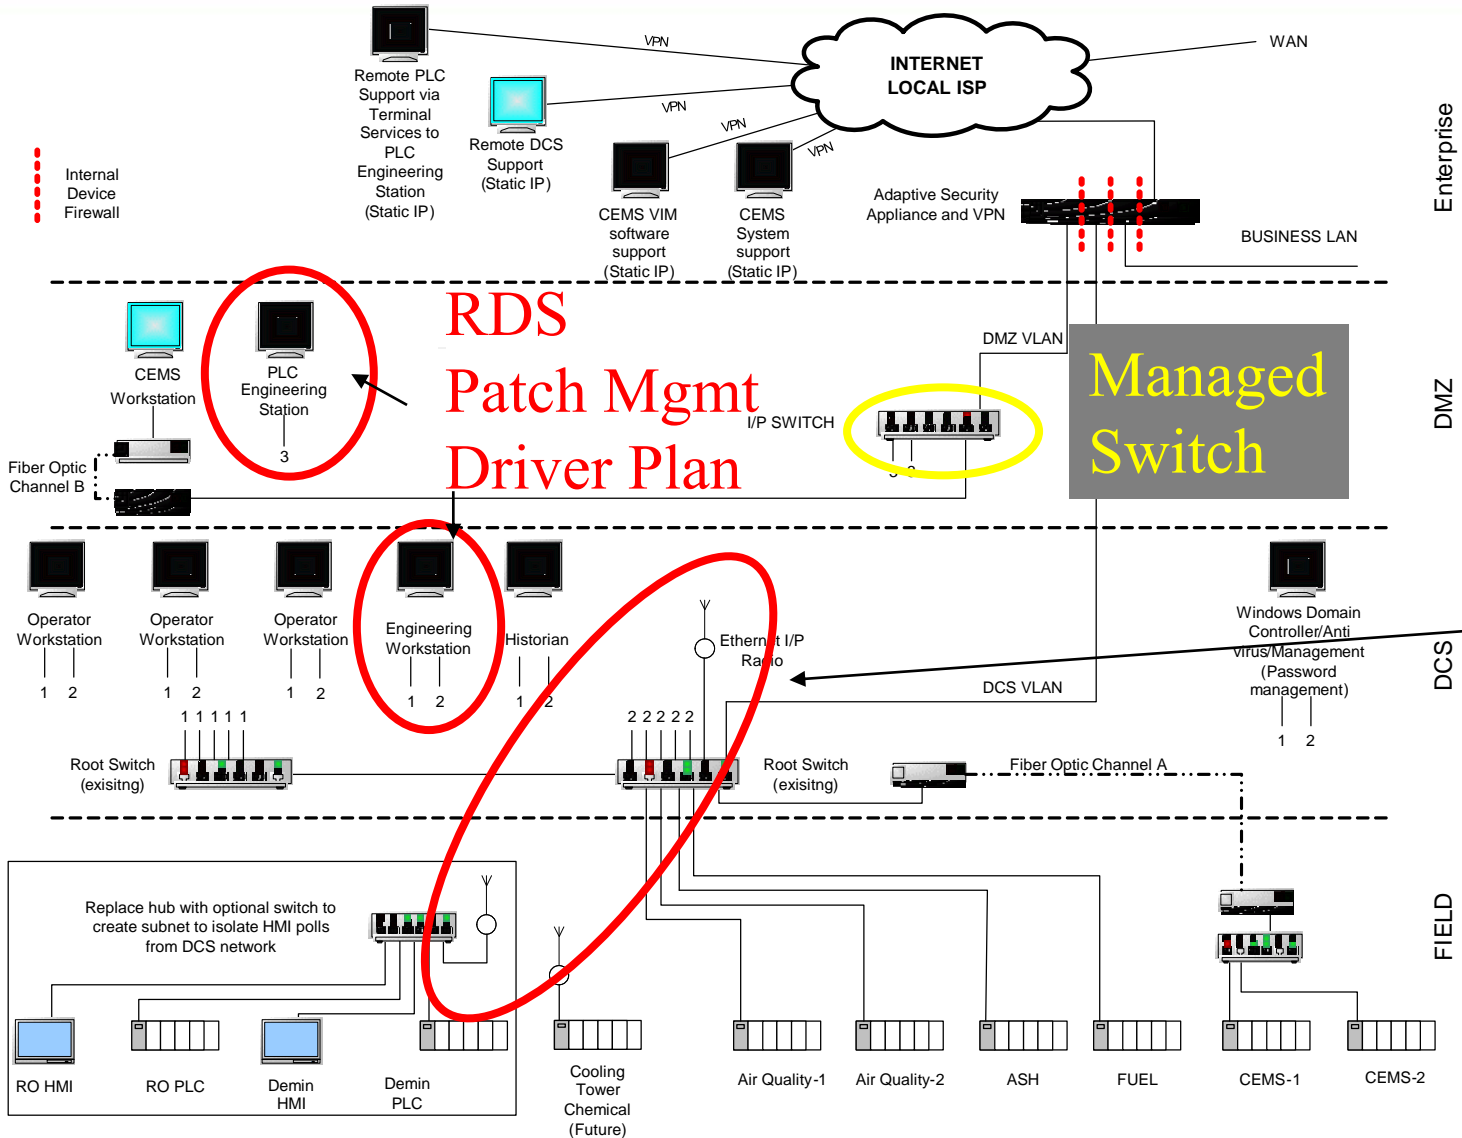 VPN
WAN
INTERNET
LOCAL ISP
Remote PLC
Support via
Terminal
Services to
PLC
Engineering
Station
(Static IP)
VPN
Remote DCS
Support
(Static IP)
VPN
VPN
CEMS VIM
software
support
(Static IP)
CEMS
System
support
(Static IP)
Internal
Device
Firewall
Adaptive Security
Appliance and VPN
BUSINESS LAN
Enterprise
RDS
Patch Mgmt
Driver Plan
CEMS
Workstation
PLC
Engineering
Station
3
Fiber Optic
Channel B
DMZ VLAN
I/P SWITCH
Managed
Switch
DMZ
Operator
Workstation
1 2
Operator
Workstation
1 2
Operator
Workstation
1 2
Engineering
Workstation
1 2
Historian
1 2
Ethernet I/P
Radio
DCS VLAN
Windows Domain
Controller/Anti
virus/Management
(Password
management)
1 2
DCS
1 1 1 1 1
Root Switch
(exisitng)
2 2 2 2 2
Root Switch
(exisitng)
Fiber Optic Channel A
Replace hub with optional switch to
create subnet to isolate HMI polls
from DCS network
FIELD
RO HMI
RO PLC
Demin
HMI
Demin
PLC
Cooling
Tower
Chemical
(Future)
Air Quality-1
Air Quality-2
ASH
FUEL
CEMS-1
CEMS-2